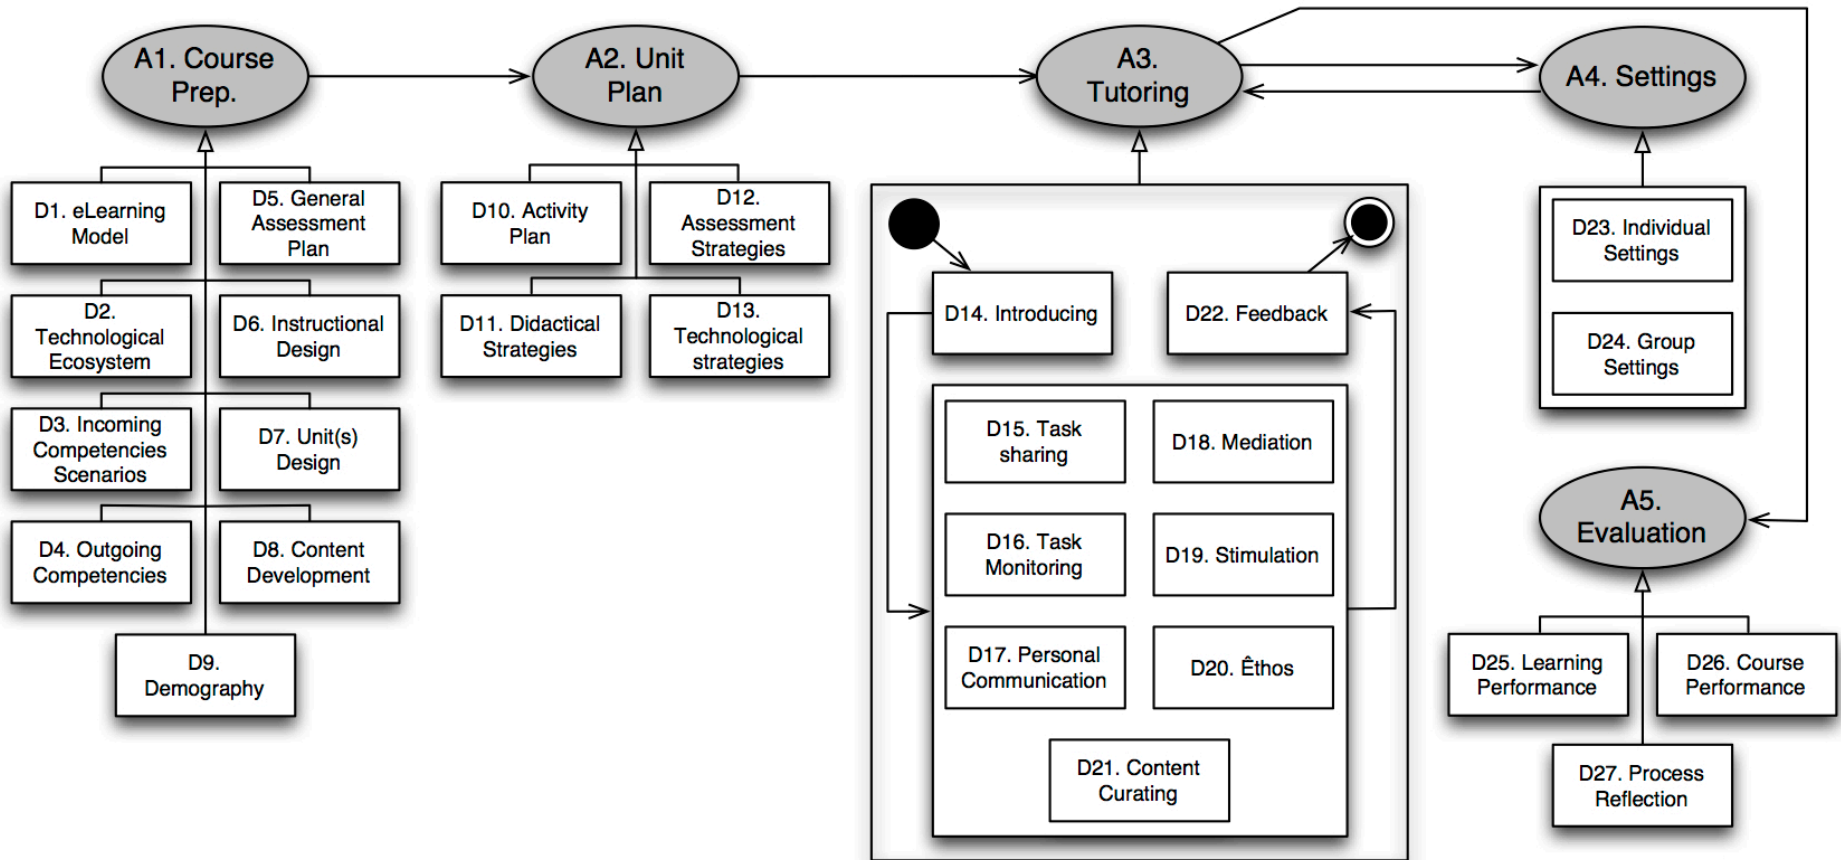 A1. Course
Prep.
A2. Unit
Plan
A3.
Tutoring
A4. Settings
D1. eLearning
Model
D5. General
Assessment
Plan
D2.
Technological
Ecosystem
D6. Instructional
Design
D3. Incoming
Competencies
Scenarios
D7. Unit(s)
Design
D4. Outgoing
Competencies
D8. Content
Development
D9.
Demography
D10. Activity
Plan
D12.
Assessment
Strategies
D11. Didactical
Strategies
D13.
Technological
strategies
D14. Introducing
D22. Feedback
D15. Task
sharing
D18. Mediation
D16. Task
Monitoring
D19. Stimulation
D17. Personal
Communication
D20. Êthos
D21. Content
Curating
D23. Individual
Settings
D24. Group
Settings
A5.
Evaluation
D25. Learning
Performance
D26. Course
Performance
D27. Process
Reflection